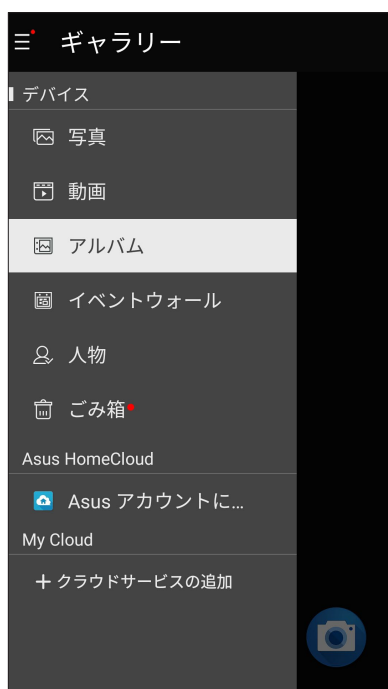 ギャラリー
デバイス
写真
動画
アルバム
イベントウォール
人物
ごみ箱
Asus HomeCloud
Asus アカウントに...
My Cloud
+ クラウドサービスの追加